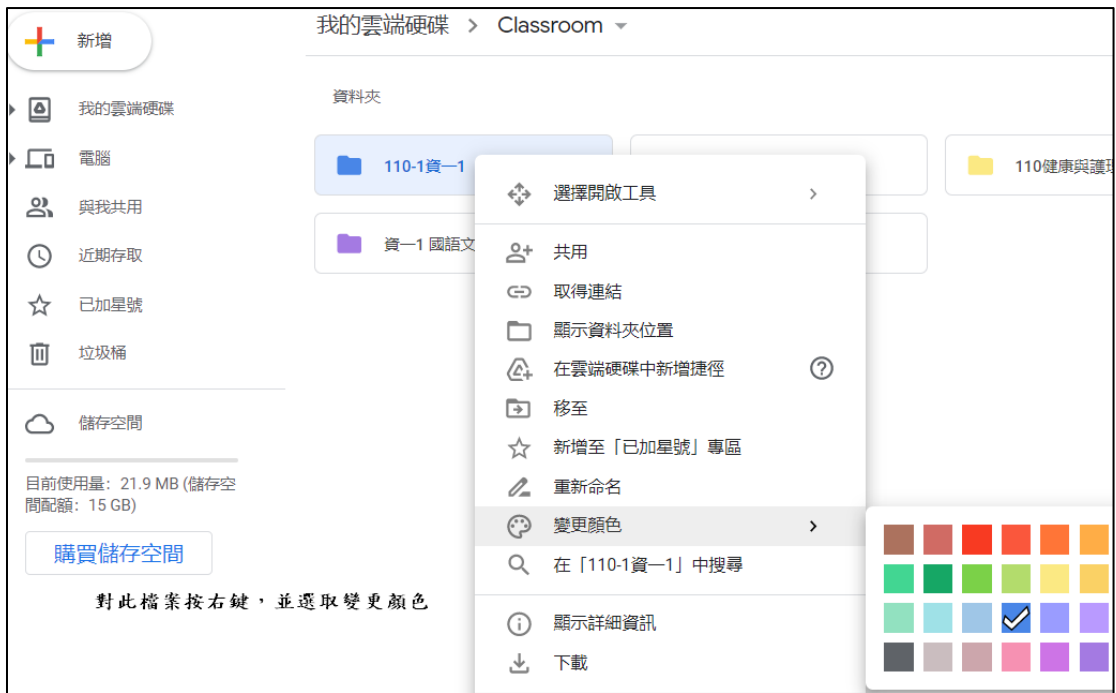 我的雲端硬碟 > Classroom
新增
我的雲端硬碟
電腦
與我共用
近期存取
已加星號
垃圾桶
儲存空間
目前使用量：21.9 MB (儲存空
間配額：15 GB)
購買儲存空間
對此檔案按右鍵，並選取變更顏色
資料夾
110-1資一1
110健康與護理
資一1 國語文
選擇開啟工具
共用
取得連結
顯示資料夾位置
在雲端硬碟中新增捷徑
移至
新增至「已加星號」專區
重新命名
變更顏色
在「110-1資一1」中搜尋
顯示詳細資訊
下載